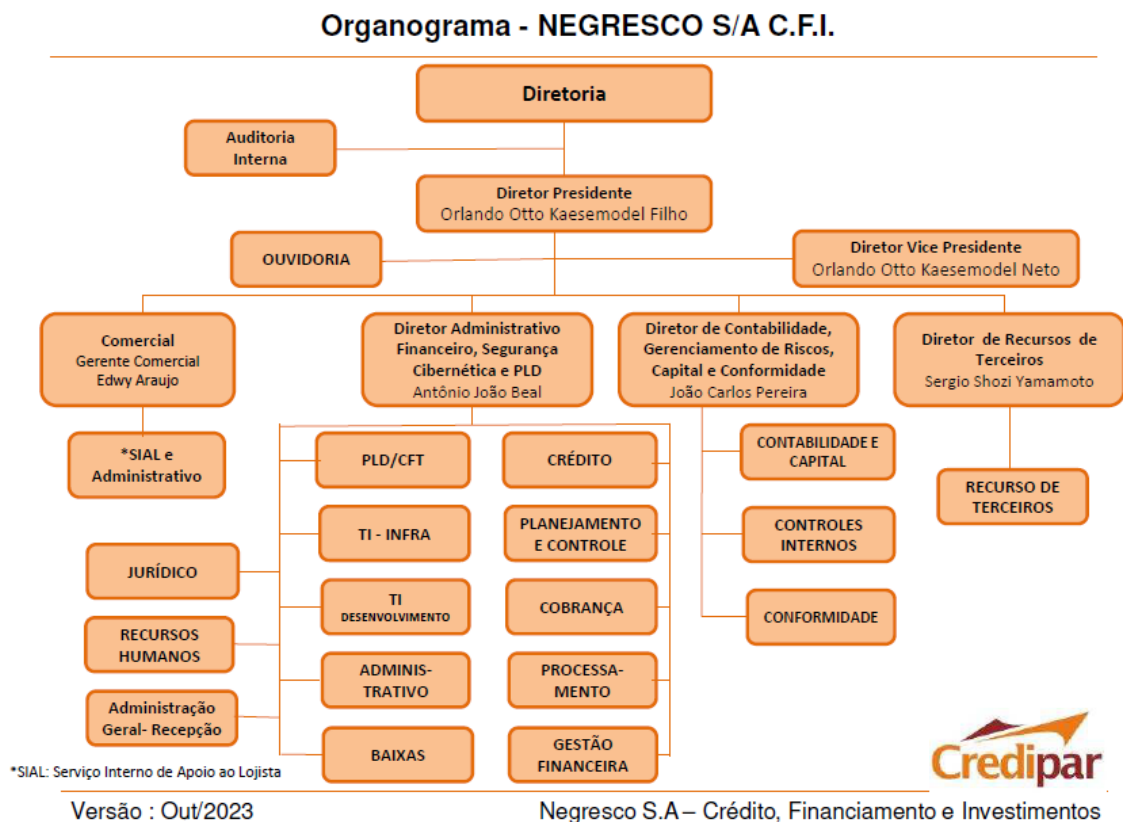 Organograma - NEGRESCO S/A C.F.I.
Diretoria
Auditoria
Interna
Diretor Presidente
Orlando Otto Kaesemodel Filho
OUVIDORIA
Diretor Vice Presidente
Orlando Otto Kaesemodel Neto
Comercial
Gerente Comercial
Edwy Araujo
Diretor Administrativo
Financeiro, Segurança
Cibernética e PLD
Antônio João Beal
Diretor de Contabilidade,
Gerenciamento de Riscos,
Capital e Conformidade
João Carlos Pereira
Diretor de Recursos de
Terceiros
Sergio Shozi Yamamoto
*SIAL e
Administrativo
PLD/CFT
CRÉDITO
CONTABILIDADE E
CAPITAL
RECURSO DE
TERCEIROS
TI - INFRA
PLANEJAMENTO
E CONTROLE
CONTROLES
INTERNOS
JURÍDICO
TI
DESENVOLVIMENTO
COBRANÇA
CONFORMIDADE
RECURSOS
HUMANOS
ADMINIS-
TRATIVO
PROCESSA-
MENTO
Administração
Geral- Recepção
BAIXAS
GESTÃO
FINANCEIRA
Credipar
*SIAL: Serviço Interno de Apoio ao Lojista
Versão : Out/2023
Negresco S.A – Crédito, Financiamento e Investimentos